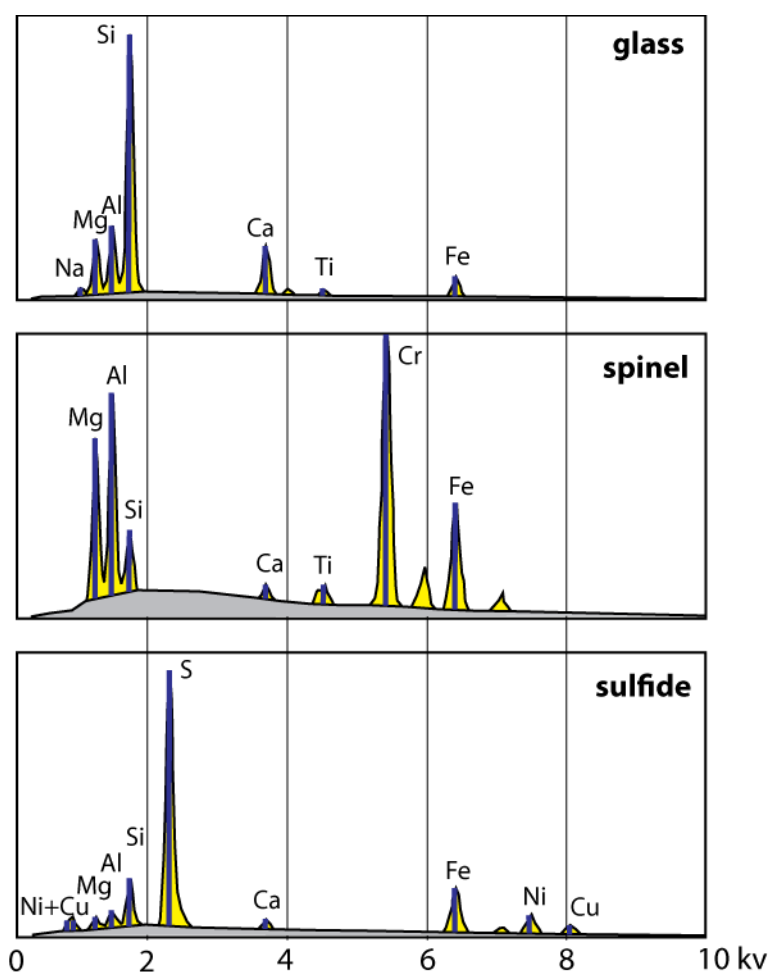 Si
glass
Al
Mg
Ca
Fe
Na
Ti
Cr
spinel
Al
Mg
Fe
Si
Ca
Ti
S
sulfide
Si
Al
Fe
Mg
Ni
Ni+Cu
Ca
Cu
0 2 4 6 8 10 kv